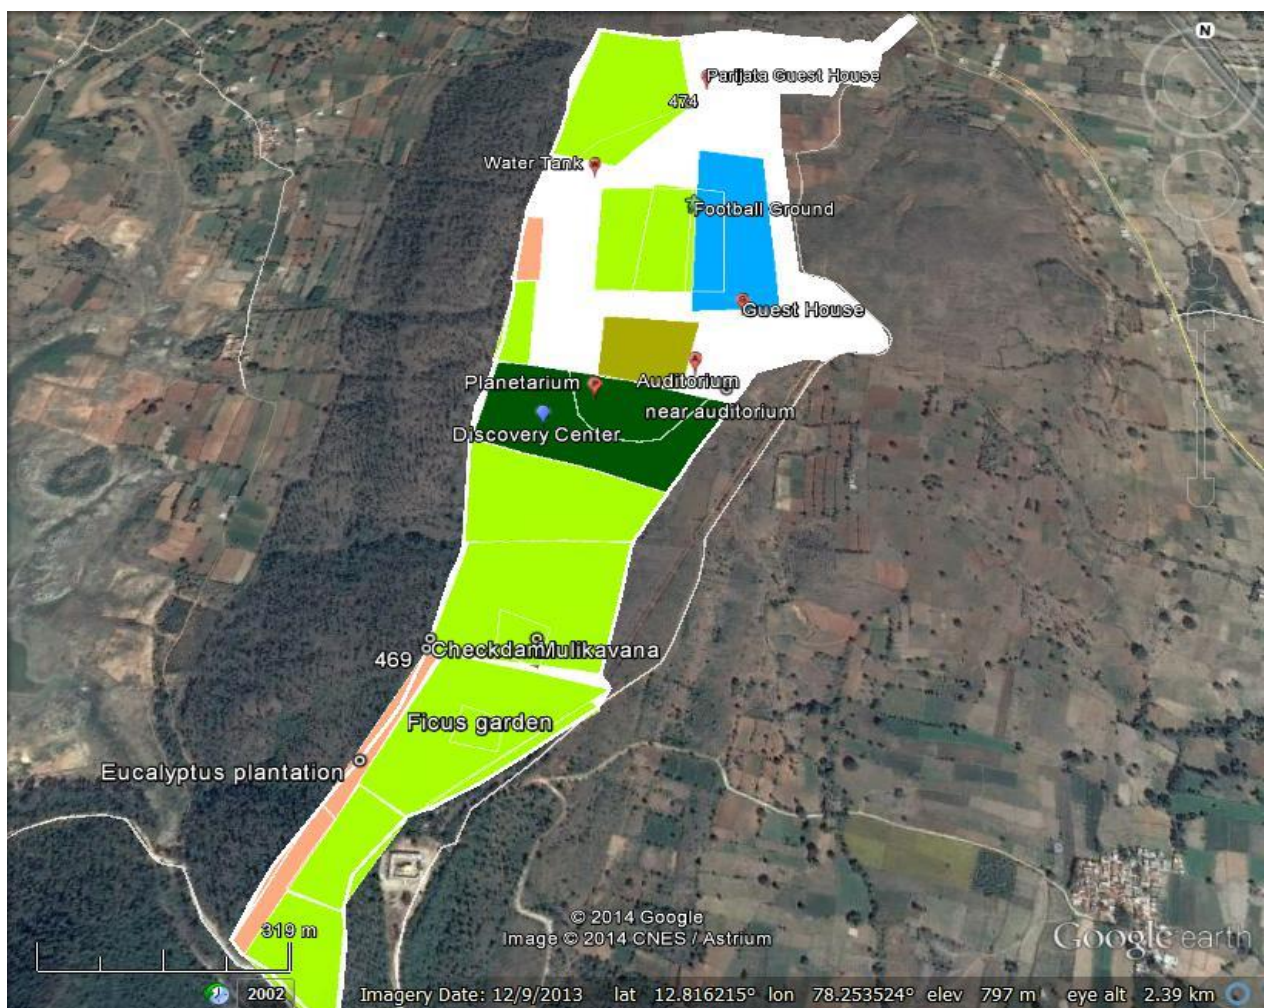 N
Parijata Guest House
474
Water Tank
Football Ground
Guest House
Planetarium
Auditorium
near auditorium
Discovery Center
469
Checkdam
Mulikavana
Ficus garden
Eucalyptus plantation
319 m
© 2014 Google
Image © 2014 CNES / Astrium
Google earth
2002
Imagery Date: 12/9/2013 lat 12.816215° lon 78.253524° elev 797 m eye alt 2.39 km